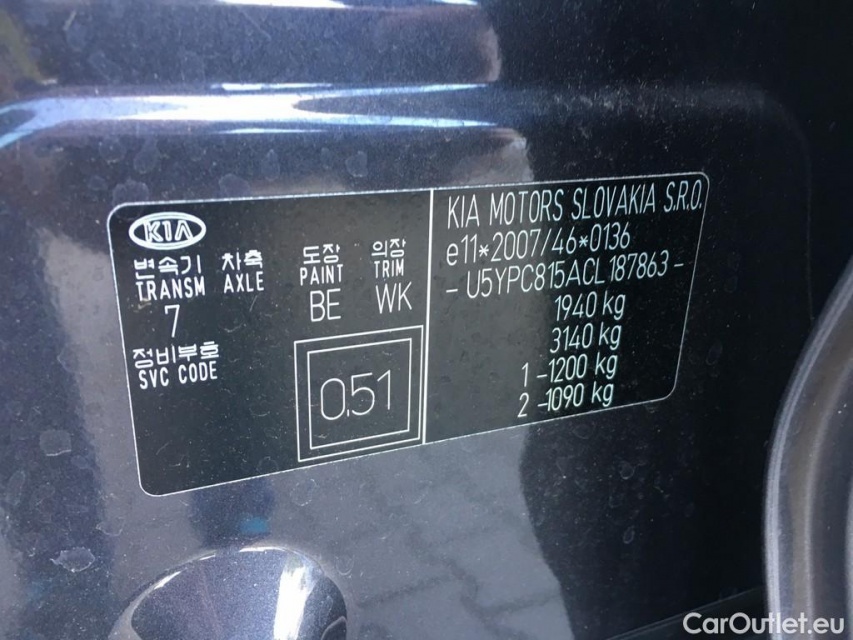 KIA
변속기 차축 도장 의장
TRANSM AXLE PAINT TRIM
7 BE WK
정비부호
SVC CODE
0.51
KIA MOTORS SLOVAKIA S.R.O.
e11*2007/46*0136
- U5YPC815ACL187863 -
1940 kg
3140 kg
1 -1200 kg
2 -1090 kg
CarOutlet.eu